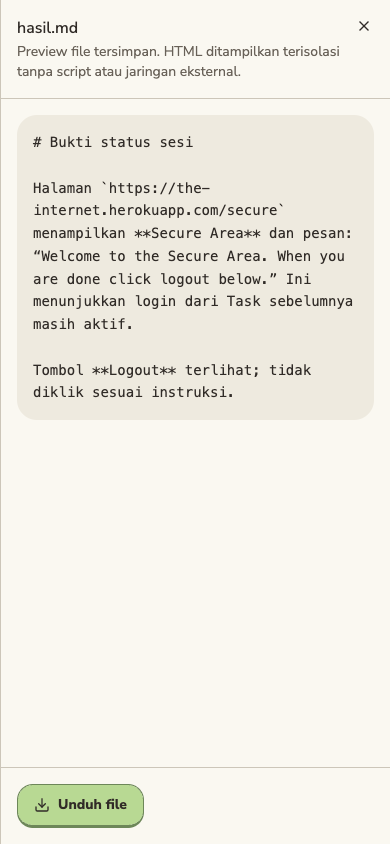 hasil.md
Preview file tersimpan. HTML ditampilkan terisolasi
tanpa script atau jaringan eksternal.
# Bukti status sesi
Halaman `https://the-
internet.herokuapp.com/secure`
menampilkan **Secure Area** dan pesan:
“Welcome to the Secure Area. When you
are done click logout below.” Ini
menunjukkan login dari Task sebelumnya
masih aktif.
Tombol **Logout** terlihat; tidak
diklik sesuai instruksi.
Unduh file